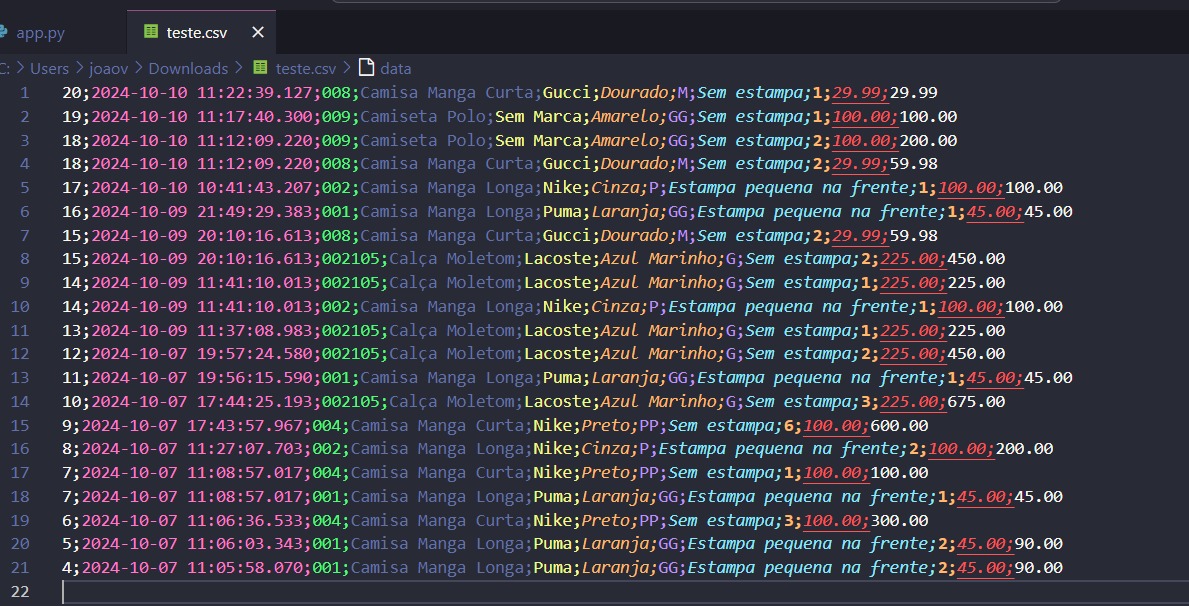 app.py
teste.csv
C: > Users > joaov > Downloads > teste.csv > data
1 20;2024-10-10 11:22:39.127;008;Camisa Manga Curta;Gucci;Dourado;M;Sem estampa;1;29.99;29.99
2 19;2024-10-10 11:17:40.300;009;Camiseta Polo;Sem Marca;Amarelo;GG;Sem estampa;1;100.00;100.00
3 18;2024-10-10 11:12:09.220;009;Camiseta Polo;Sem Marca;Amarelo;GG;Sem estampa;2;100.00;200.00
4 18;2024-10-10 11:12:09.220;008;Camisa Manga Curta;Gucci;Dourado;M;Sem estampa;2;29.99;59.98
5 17;2024-10-10 10:41:43.207;002;Camisa Manga Longa;Nike;Cinza;P;Estampa pequena na frente;1;100.00;100.00
6 16;2024-10-09 21:49:29.383;001;Camisa Manga Longa;Puma;Laranja;GG;Estampa pequena na frente;1;45.00;45.00
7 15;2024-10-09 20:10:16.613;008;Camisa Manga Curta;Gucci;Dourado;M;Sem estampa;2;29.99;59.98
8 15;2024-10-09 20:10:16.613;002105;Calça Moletom;Lacoste;Azul Marinho;G;Sem estampa;2;225.00;450.00
9 14;2024-10-09 11:41:10.013;002105;Calça Moletom;Lacoste;Azul Marinho;G;Sem estampa;1;225.00;225.00
10 14;2024-10-09 11:41:10.013;002;Camisa Manga Longa;Nike;Cinza;P;Estampa pequena na frente;1;100.00;100.00
11 13;2024-10-09 11:37:08.983;002105;Calça Moletom;Lacoste;Azul Marinho;G;Sem estampa;1;225.00;225.00
12 12;2024-10-07 19:57:24.580;002105;Calça Moletom;Lacoste;Azul Marinho;G;Sem estampa;2;225.00;450.00
13 11;2024-10-07 19:56:15.590;001;Camisa Manga Longa;Puma;Laranja;GG;Estampa pequena na frente;1;45.00;45.00
14 10;2024-10-07 17:44:25.193;002105;Calça Moletom;Lacoste;Azul Marinho;G;Sem estampa;3;225.00;675.00
15 9;2024-10-07 17:43:57.967;004;Camisa Manga Curta;Nike;Preto;PP;Sem estampa;6;100.00;600.00
16 8;2024-10-07 11:27:07.703;002;Camisa Manga Longa;Nike;Cinza;P;Estampa pequena na frente;2;100.00;200.00
17 7;2024-10-07 11:08:57.017;004;Camisa Manga Curta;Nike;Preto;PP;Sem estampa;1;100.00;100.00
18 7;2024-10-07 11:08:57.017;001;Camisa Manga Longa;Puma;Laranja;GG;Estampa pequena na frente;1;45.00;45.00
19 6;2024-10-07 11:06:36.533;004;Camisa Manga Curta;Nike;Preto;PP;Sem estampa;3;100.00;300.00
20 5;2024-10-07 11:06:03.343;001;Camisa Manga Longa;Puma;Laranja;GG;Estampa pequena na frente;2;45.00;90.00
21 4;2024-10-07 11:05:58.070;001;Camisa Manga Longa;Puma;Laranja;GG;Estampa pequena na frente;2;45.00;90.00
22